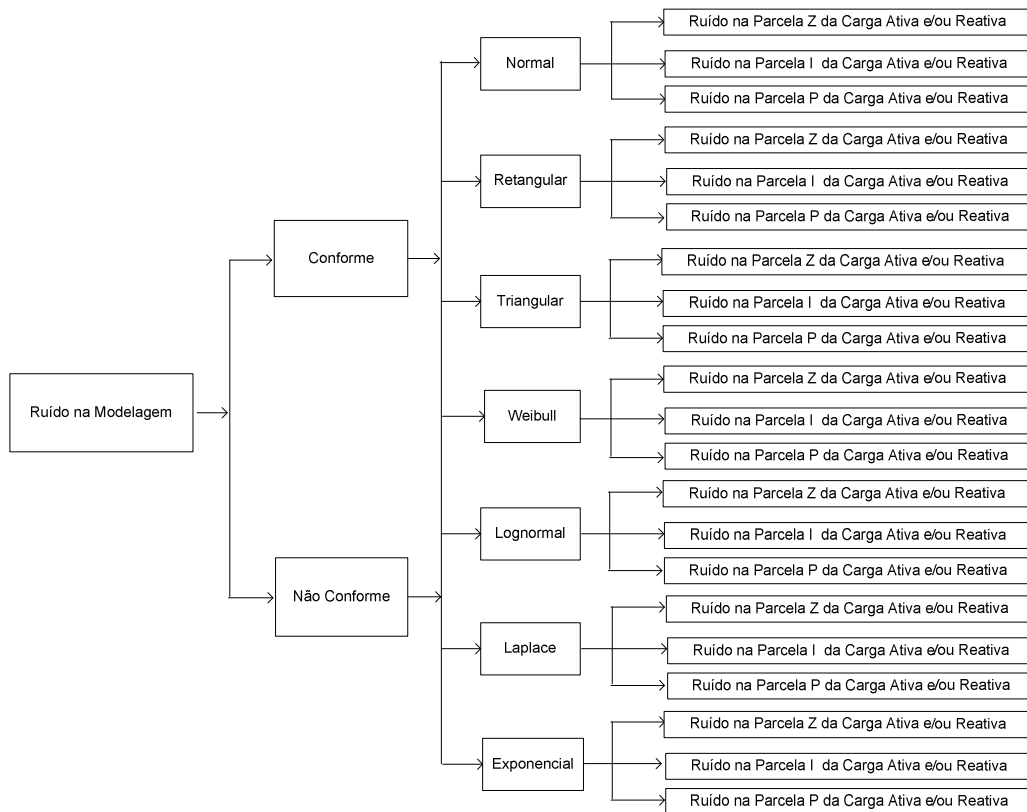 Ruído na Modelagem
Conforme
Não Conforme
Normal
Ruído na Parcela Z da Carga Ativa e/ou Reativa
Ruído na Parcela I da Carga Ativa e/ou Reativa
Ruído na Parcela P da Carga Ativa e/ou Reativa
Retangular
Ruído na Parcela Z da Carga Ativa e/ou Reativa
Ruído na Parcela I da Carga Ativa e/ou Reativa
Ruído na Parcela P da Carga Ativa e/ou Reativa
Triangular
Ruído na Parcela Z da Carga Ativa e/ou Reativa
Ruído na Parcela I da Carga Ativa e/ou Reativa
Ruído na Parcela P da Carga Ativa e/ou Reativa
Weibull
Ruído na Parcela Z da Carga Ativa e/ou Reativa
Ruído na Parcela I da Carga Ativa e/ou Reativa
Ruído na Parcela P da Carga Ativa e/ou Reativa
Lognormal
Ruído na Parcela Z da Carga Ativa e/ou Reativa
Ruído na Parcela I da Carga Ativa e/ou Reativa
Ruído na Parcela P da Carga Ativa e/ou Reativa
Laplace
Ruído na Parcela Z da Carga Ativa e/ou Reativa
Ruído na Parcela I da Carga Ativa e/ou Reativa
Ruído na Parcela P da Carga Ativa e/ou Reativa
Exponencial
Ruído na Parcela Z da Carga Ativa e/ou Reativa
Ruído na Parcela I da Carga Ativa e/ou Reativa
Ruído na Parcela P da Carga Ativa e/ou Reativa